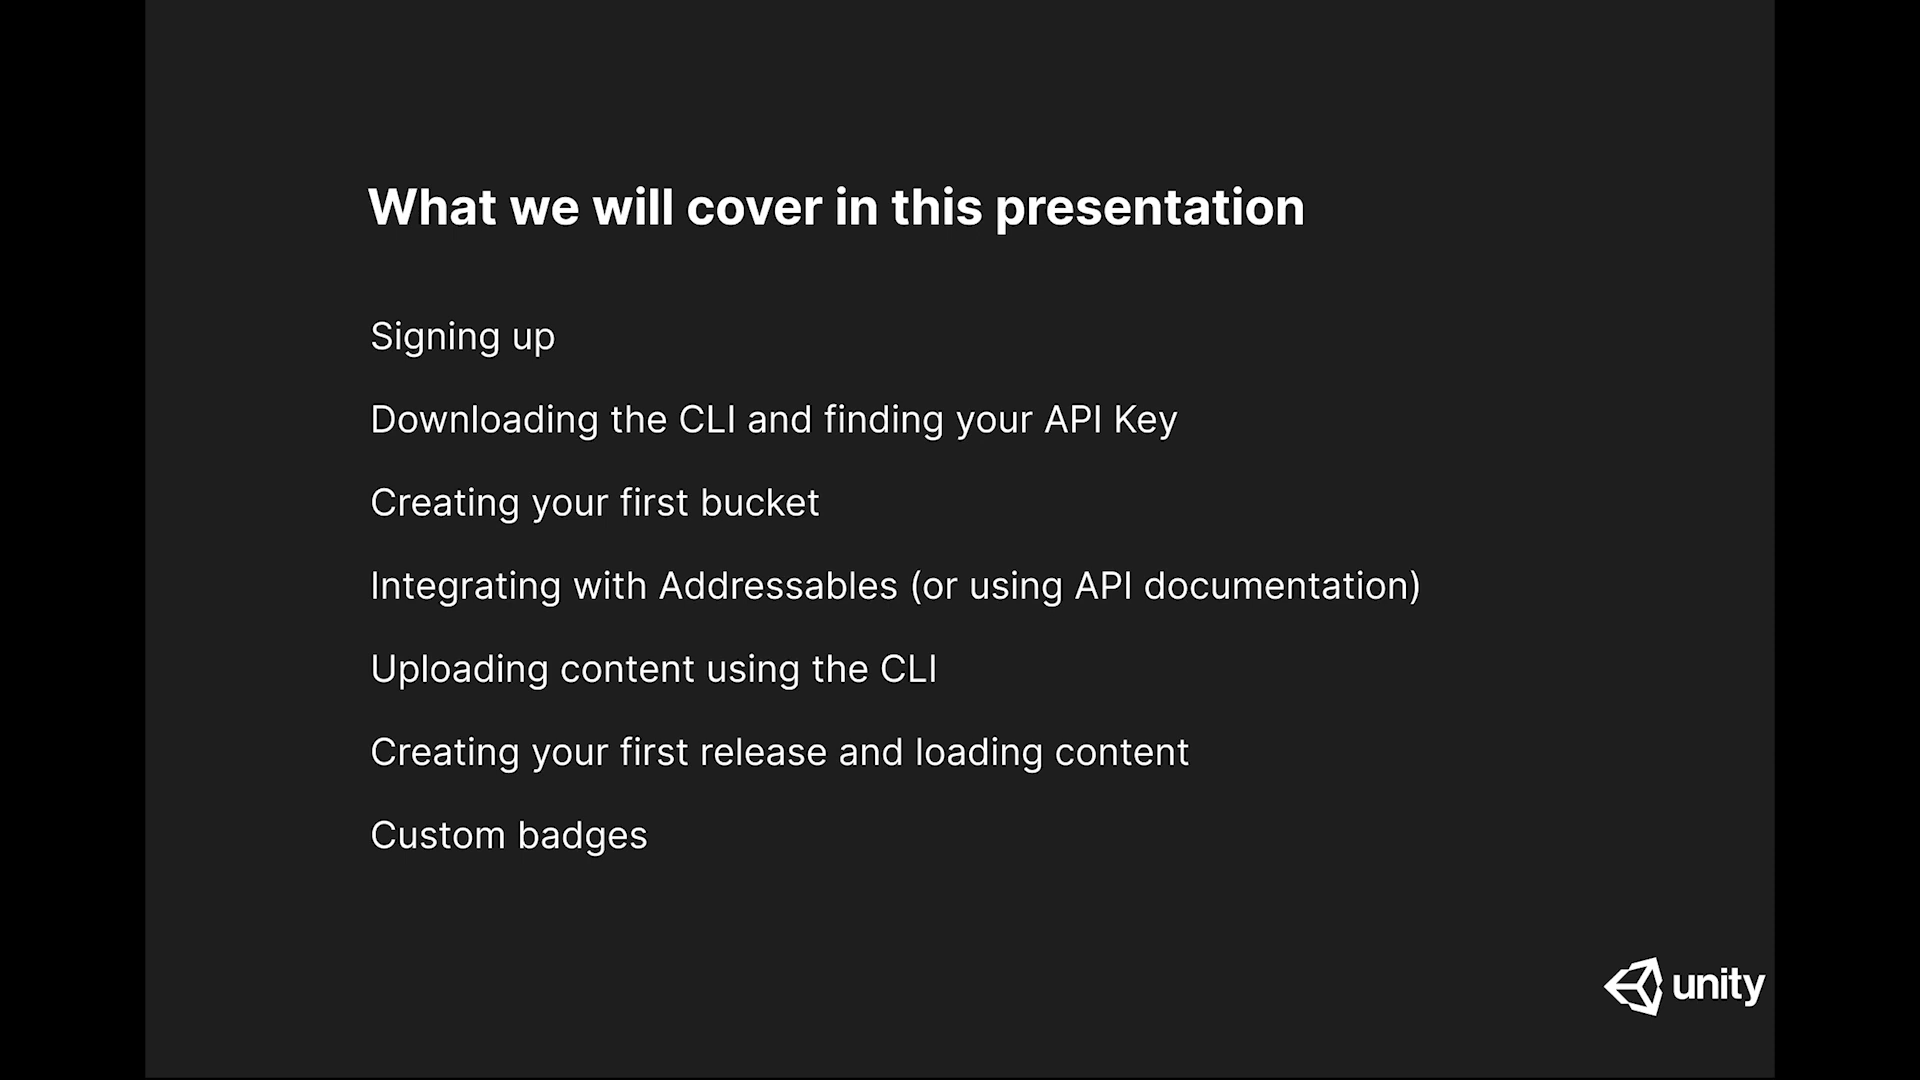 What we will cover in this presentation
Signing up
Downloading the CLI and finding your API Key
Creating your first bucket
Integrating with Addressables (or using API documentation)
Uploading content using the CLI
Creating your first release and loading content
Custom badges
unity